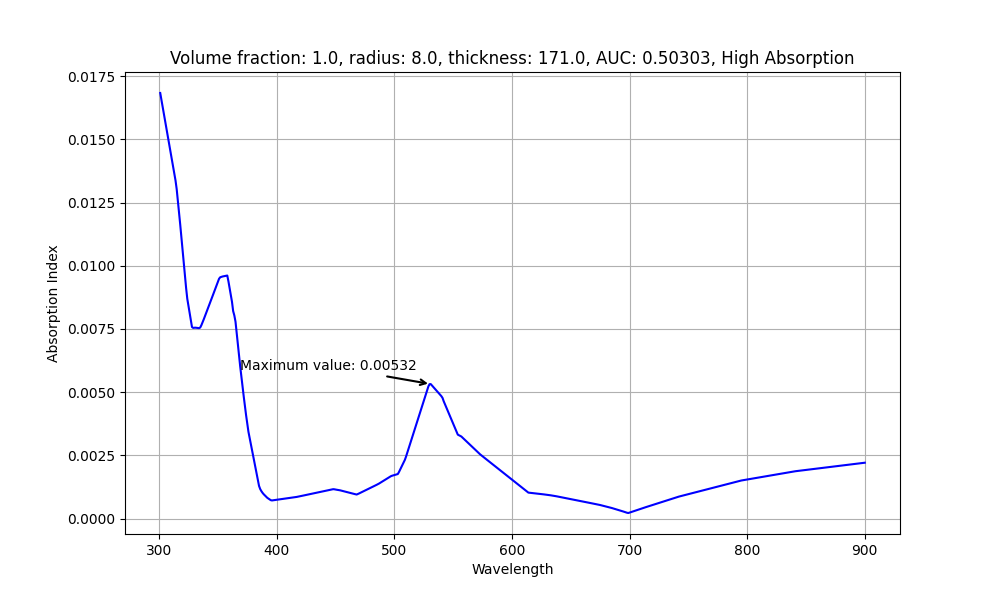 Volume fraction: 1.0, radius: 8.0, thickness: 171.0, AUC: 0.50303, High Absorption
0.0175
0.0150
0.0125
0.0100
0.0075
0.0050
0.0025
0.0000
Absorption Index
Maximum value: 0.00532
300 400 500 600 700 800 900
Wavelength